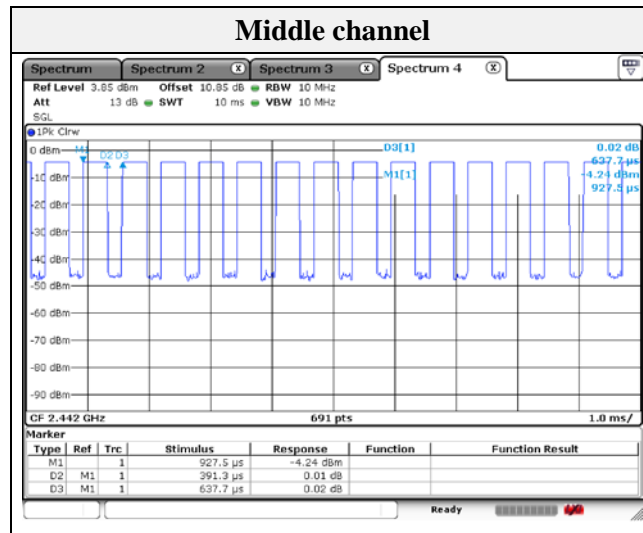 Middle channel
Spectrum Spectrum 2 X Spectrum 3 X Spectrum 4 X
Ref Level 3.85 dBm Offset 10.85 dB RBW 10 MHz
Att 13 dB SWT 10 ms VBW 10 MHz
SGL
1Pk Clrw
0 dBm M1 D2 D3 D3[1] 0.02 dB
637.7 µs
-10 dBm M1[1] -4.24 dBm
927.5 µs
-20 dBm
-30 dBm
-40 dBm
-50 dBm
-60 dBm
-70 dBm
-80 dBm
-90 dBm
CF 2.442 GHz 691 pts 1.0 ms/
Marker
Type Ref Trc Stimulus Response Function Function Result
M1 1 927.5 µs -4.24 dBm
D2 M1 1 391.3 µs 0.01 dB
D3 M1 1 637.7 µs 0.02 dB
Ready